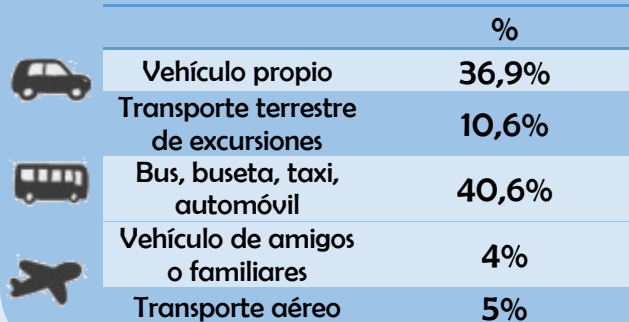 %
Vehículo propio 36,9%
Transporte terrestre
de excursiones 10,6%
Bus, buseta, taxi,
automóvil 40,6%
Vehículo de amigos
o familiares 4%
Transporte aéreo 5%